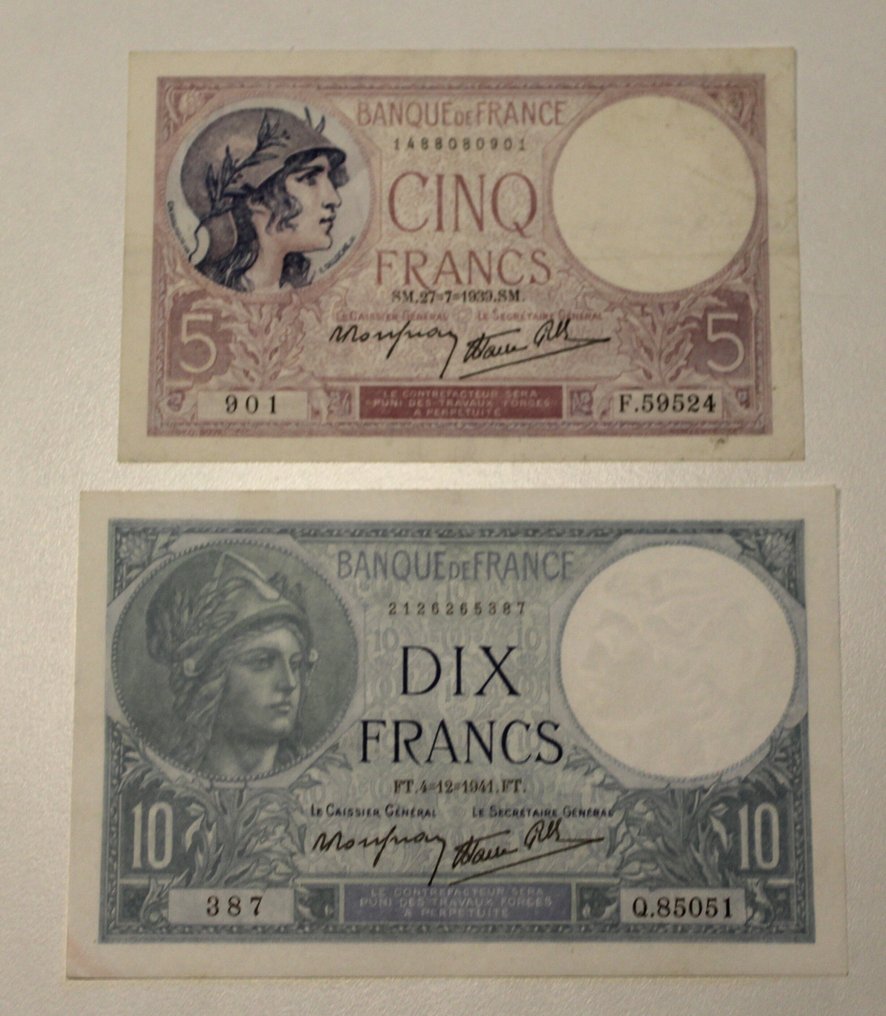 BANQUE DE FRANCE
1488080901
CINQ
FRANCS
SM.27=7=1939.SM.
LE CAISSIER GÉNÉRAL LE SECRÉTAIRE GÉNÉRAL
5 5
901
LE CONTREFACTEUR SERA
PUNI DES TRAVAUX FORCÉS
A PERPÉTUITÉ
F.59524
BANQUE DE FRANCE
2126265387
DIX
FRANCS
FT.4=12=1941.FT.
LE CAISSIER GÉNÉRAL LE SECRÉTAIRE GÉNÉRAL
10 10
387
LE CONTREFACTEUR SERA
PUNI DES TRAVAUX FORCÉS
A PERPÉTUITÉ
Q.85051